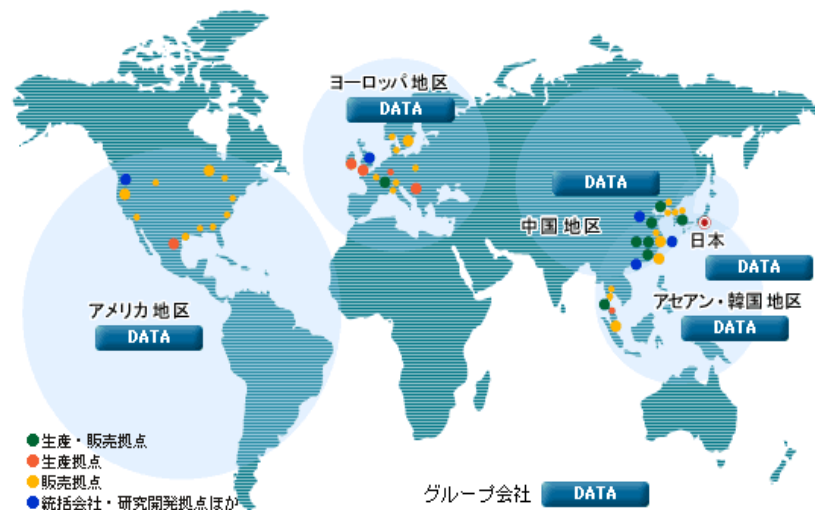 ヨーロッパ地区
DATA
DATA
中国地区
日本
DATA
アセアン・韓国地区
DATA
アメリカ地区
DATA
生産・販売拠点
生産拠点
販売拠点
統括会社・研究開発拠点ほか
グループ会社
DATA